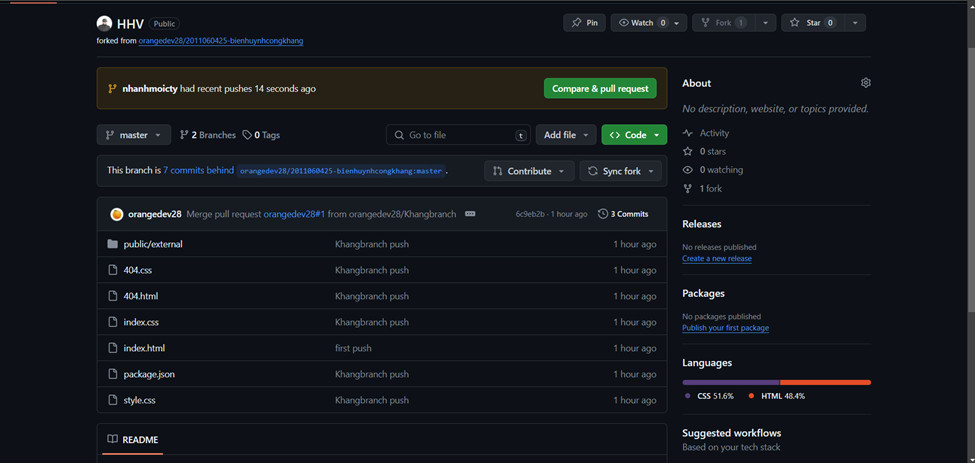 HHV Public
Pin Watch 0 Fork 1 Star 0
forked from orangedev28/2011060425-bienhuynhcongkhang
nhanhmoicty had recent pushes 14 seconds ago Compare & pull request
master 2 Branches 0 Tags Go to file t Add file Code
This branch is 7 commits behind orangedev28/2011060425-bienhuynhcongkhang:master . Contribute Sync fork
orangedev28 Merge pull request orangedev28#1 from orangedev28/Khangbranch 6c9eb2b · 1 hour ago 3 Commits
public/external Khangbranch push 1 hour ago
404.css Khangbranch push 1 hour ago
404.html Khangbranch push 1 hour ago
index.css Khangbranch push 1 hour ago
index.html first push 1 hour ago
package.json Khangbranch push 1 hour ago
style.css Khangbranch push 1 hour ago
README
About
No description, website, or topics provided.
Activity
0 stars
0 watching
1 fork
Releases
No releases published
Create a new release
Packages
No packages published
Publish your first package
Languages
CSS 51.6% HTML 48.4%
Suggested workflows
Based on your tech stack